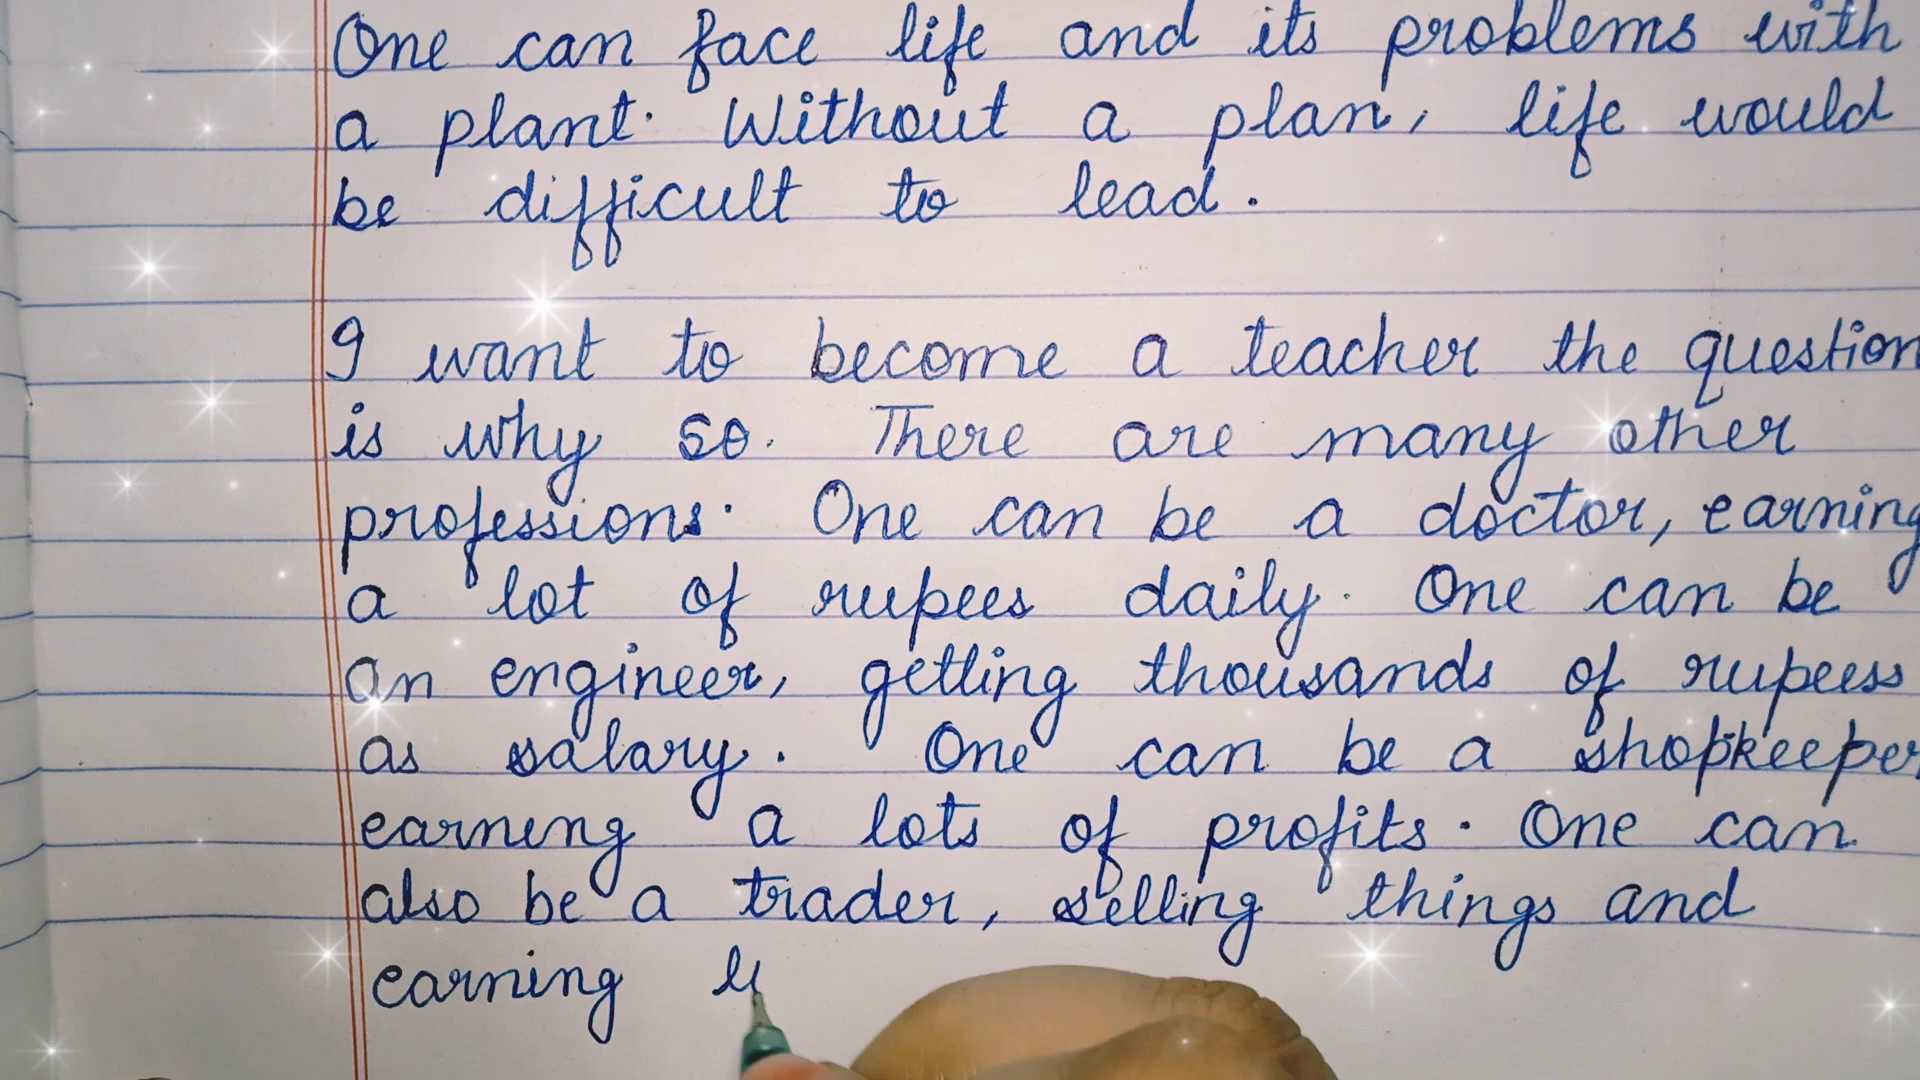 One can face life and its problems with
a plant. Without a plan, life would
be difficult to lead.
I want to become a teacher the question
is why so. There are many other
professions. One can be a doctor, earning
a lot of rupees daily. One can be
an engineer, getting thousands of rupees
as salary. One can be a shopkeeper
earning a lots of profits. One can
also be a trader, selling things and
earning